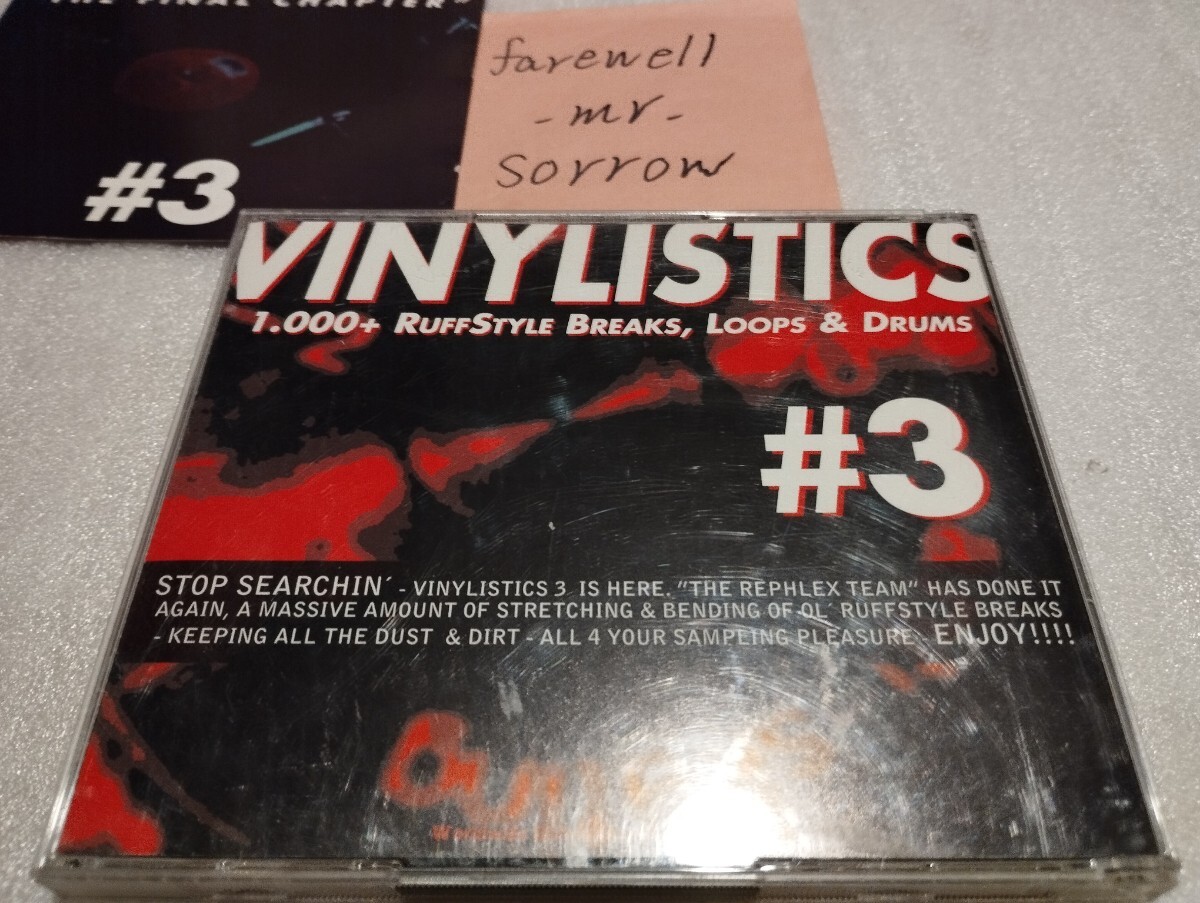 "THE FINAL CHAPTER"
#3
farewell
- mr -
sorrow
VINYLISTICS
1.000+ RUFFSTYLE BREAKS, LOOPS & DRUMS
#3
STOP SEARCHIN´ - VINYLISTICS 3 IS HERE. "THE REPHLEX TEAM" HAS DONE IT
AGAIN, A MASSIVE AMOUNT OF STRETCHING & BENDING OF OL´ RUFFSTYLE BREAKS
- KEEPING ALL THE DUST & DIRT - ALL 4 YOUR SAMPLING PLEASURE- ENJOY!!!!